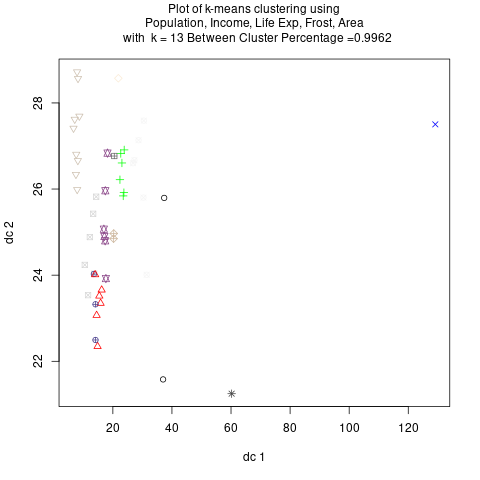 Plot of k-means clustering using
Population, Income, Life Exp, Frost, Area
with k = 13 Between Cluster Percentage =0.9962
28
26
24
22
dc 2
20 40 60 80 100 120
dc 1